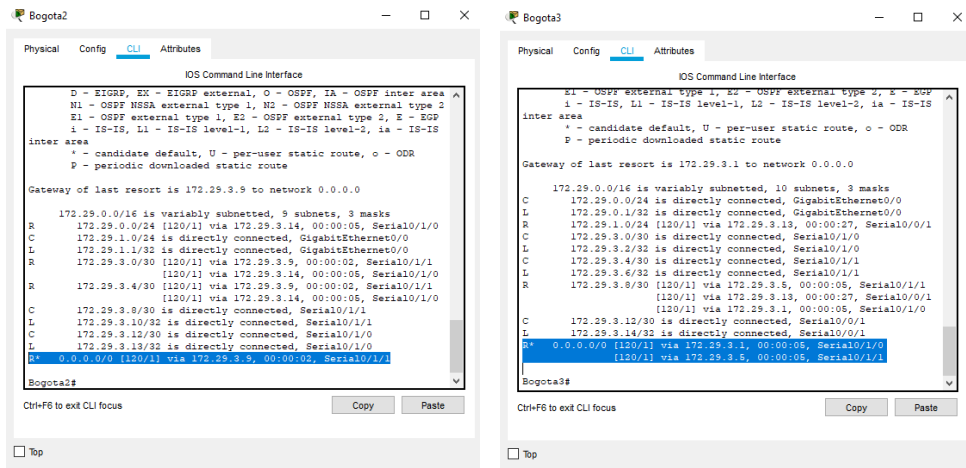 Bogota2
Physical Config CLI Attributes
IOS Command Line Interface
D - EIGRP, EX - EIGRP external, O - OSPF, IA - OSPF inter area
N1 - OSPF NSSA external type 1, N2 - OSPF NSSA external type 2
E1 - OSPF external type 1, E2 - OSPF external type 2, E - EGP
i - IS-IS, L1 - IS-IS level-1, L2 - IS-IS level-2, ia - IS-IS
inter area
* - candidate default, U - per-user static route, o - ODR
P - periodic downloaded static route
Gateway of last resort is 172.29.3.9 to network 0.0.0.0
172.29.0.0/16 is variably subnetted, 9 subnets, 3 masks
R 172.29.0.0/24 [120/1] via 172.29.3.14, 00:00:05, Serial0/1/0
C 172.29.1.0/24 is directly connected, GigabitEthernet0/0
L 172.29.1.1/32 is directly connected, GigabitEthernet0/0
R 172.29.3.0/30 [120/1] via 172.29.3.9, 00:00:02, Serial0/1/1
[120/1] via 172.29.3.14, 00:00:05, Serial0/1/0
R 172.29.3.4/30 [120/1] via 172.29.3.9, 00:00:02, Serial0/1/1
[120/1] via 172.29.3.14, 00:00:05, Serial0/1/0
C 172.29.3.8/30 is directly connected, Serial0/1/1
L 172.29.3.10/32 is directly connected, Serial0/1/1
C 172.29.3.12/30 is directly connected, Serial0/1/0
L 172.29.3.13/32 is directly connected, Serial0/1/0
R* 0.0.0.0/0 [120/1] via 172.29.3.9, 00:00:02, Serial0/1/1
Bogota2#
Ctrl+F6 to exit CLI focus
Copy Paste
Top
Bogota3
Physical Config CLI Attributes
IOS Command Line Interface
E1 - OSPF external type 1, E2 - OSPF external type 2, E - EGP
i - IS-IS, L1 - IS-IS level-1, L2 - IS-IS level-2, ia - IS-IS
inter area
* - candidate default, U - per-user static route, o - ODR
P - periodic downloaded static route
Gateway of last resort is 172.29.3.1 to network 0.0.0.0
172.29.0.0/16 is variably subnetted, 10 subnets, 3 masks
C 172.29.0.0/24 is directly connected, GigabitEthernet0/0
L 172.29.0.1/32 is directly connected, GigabitEthernet0/0
R 172.29.1.0/24 [120/1] via 172.29.3.13, 00:00:27, Serial0/0/1
C 172.29.3.0/30 is directly connected, Serial0/1/0
L 172.29.3.2/32 is directly connected, Serial0/1/0
C 172.29.3.4/30 is directly connected, Serial0/1/1
L 172.29.3.6/32 is directly connected, Serial0/1/1
R 172.29.3.8/30 [120/1] via 172.29.3.5, 00:00:05, Serial0/1/1
[120/1] via 172.29.3.13, 00:00:27, Serial0/0/1
[120/1] via 172.29.3.1, 00:00:05, Serial0/1/0
C 172.29.3.12/30 is directly connected, Serial0/0/1
L 172.29.3.14/32 is directly connected, Serial0/0/1
R* 0.0.0.0/0 [120/1] via 172.29.3.1, 00:00:05, Serial0/1/0
[120/1] via 172.29.3.5, 00:00:05, Serial0/1/1
Bogota3#
Ctrl+F6 to exit CLI focus
Copy Paste
Top